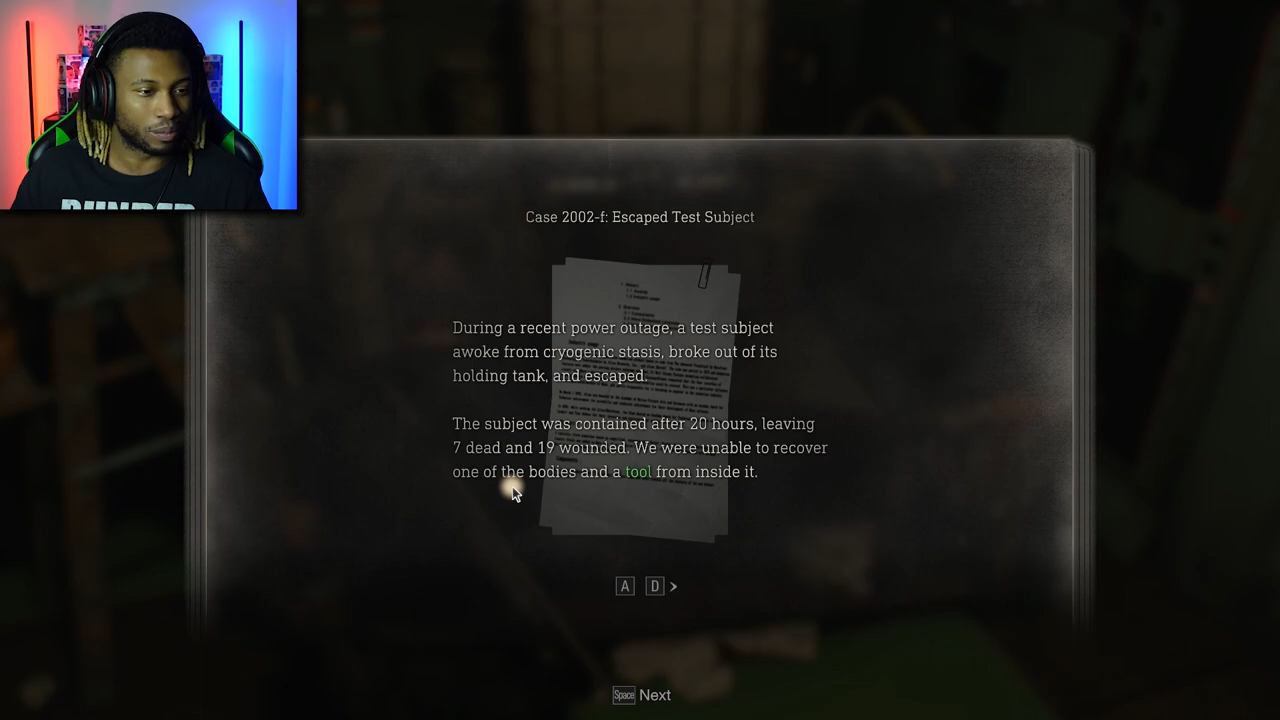 Case 2002-f: Escaped Test Subject
During a recent power outage, a test subject
awoke from cryogenic stasis, broke out of its
holding tank, and escaped.
The subject was contained after 20 hours, leaving
7 dead and 19 wounded. We were unable to recover
one of the bodies and a tool from inside it.
A D >
Space Next